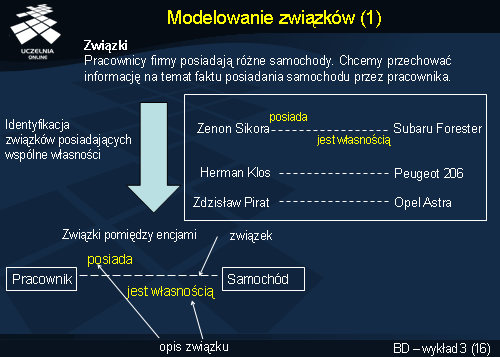 Modelowanie związków (1)
UCZELNIA
ONLINE
Związki
Pracownicy firmy posiadają różne samochody. Chcemy przechować
informację na temat faktu posiadania samochodu przez pracownika.
Identyfikacja
związków posiadających
wspólne własności
posiada
Zenon Sikora
Subaru Forester
jest własnością
Herman Klos
Peugeot 206
Zdzisław Pirat
Opel Astra
Związki pomiędzy encjami
związek
posiada
Pracownik
Samochód
jest własnością
opis związku
BD – wykład 3 (16)